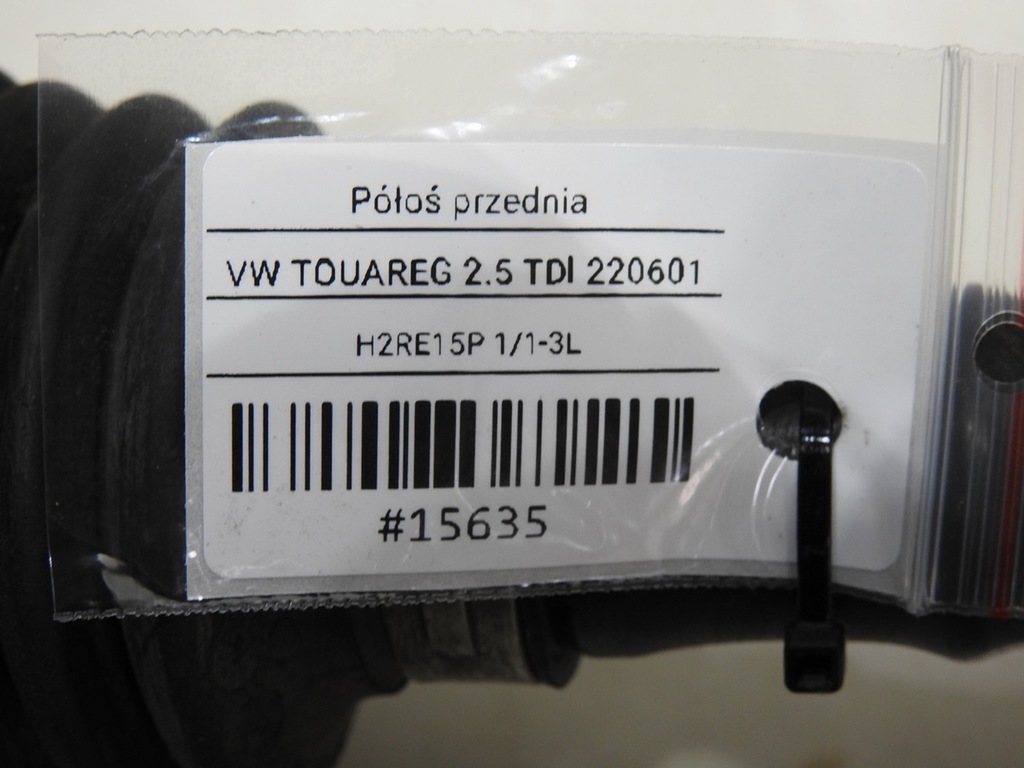 Półoś przednia
VW TOUAREG 2.5 TDI 220601
H2RE15P 1/1-3L
#15635